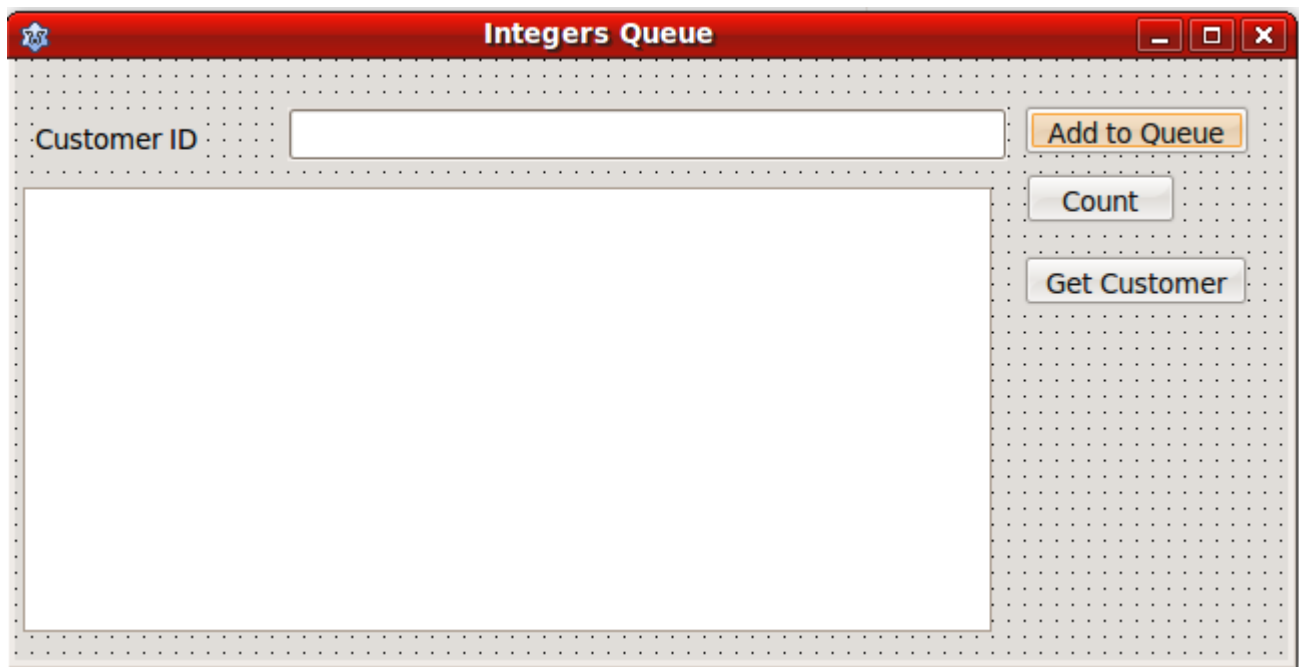 Integers Queue
Customer ID
Add to Queue
Count
Get Customer